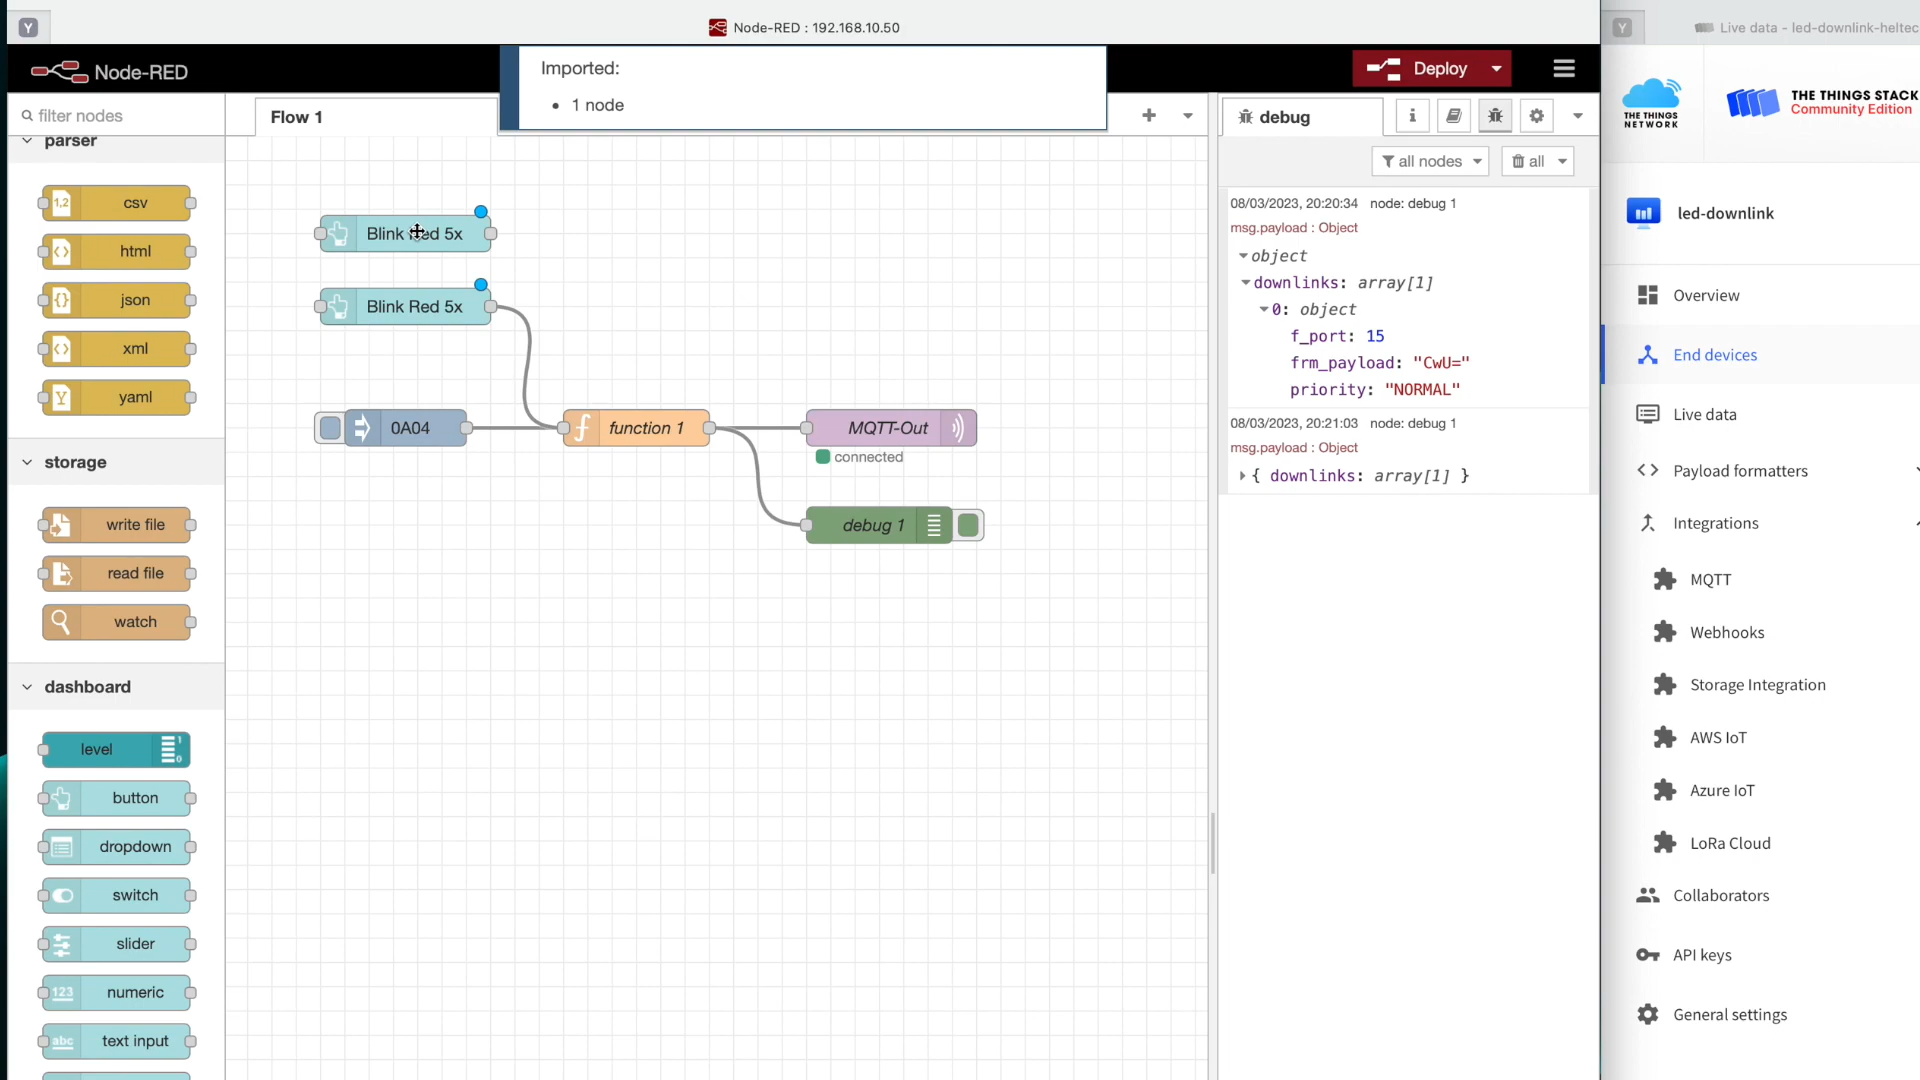 Y
Node-RED : 192.168.10.50
Y
Live data - led-downlink-heltec
Node-RED
Imported:
• 1 node
Deploy
THE THINGS NETWORK
THE THINGS STACK
Community Edition
filter nodes
Flow 1
debug
i
parser
all nodes
all
csv
html
json
xml
yaml
storage
write file
read file
watch
dashboard
level
button
dropdown
switch
slider
numeric
text input
1,2
1
0
123
abc
Blink Red 5x
Blink Red 5x
0A04
function 1
MQTT-Out
connected
debug 1
08/03/2023, 20:20:34 node: debug 1
msg.payload : Object
object
downlinks: array[1]
0: object
f_port: 15
frm_payload: "CwU="
priority: "NORMAL"
08/03/2023, 20:21:03 node: debug 1
msg.payload : Object
{ downlinks: array[1] }
led-downlink
Overview
End devices
Live data
Payload formatters
Integrations
MQTT
Webhooks
Storage Integration
AWS IoT
Azure IoT
LoRa Cloud
Collaborators
API keys
General settings